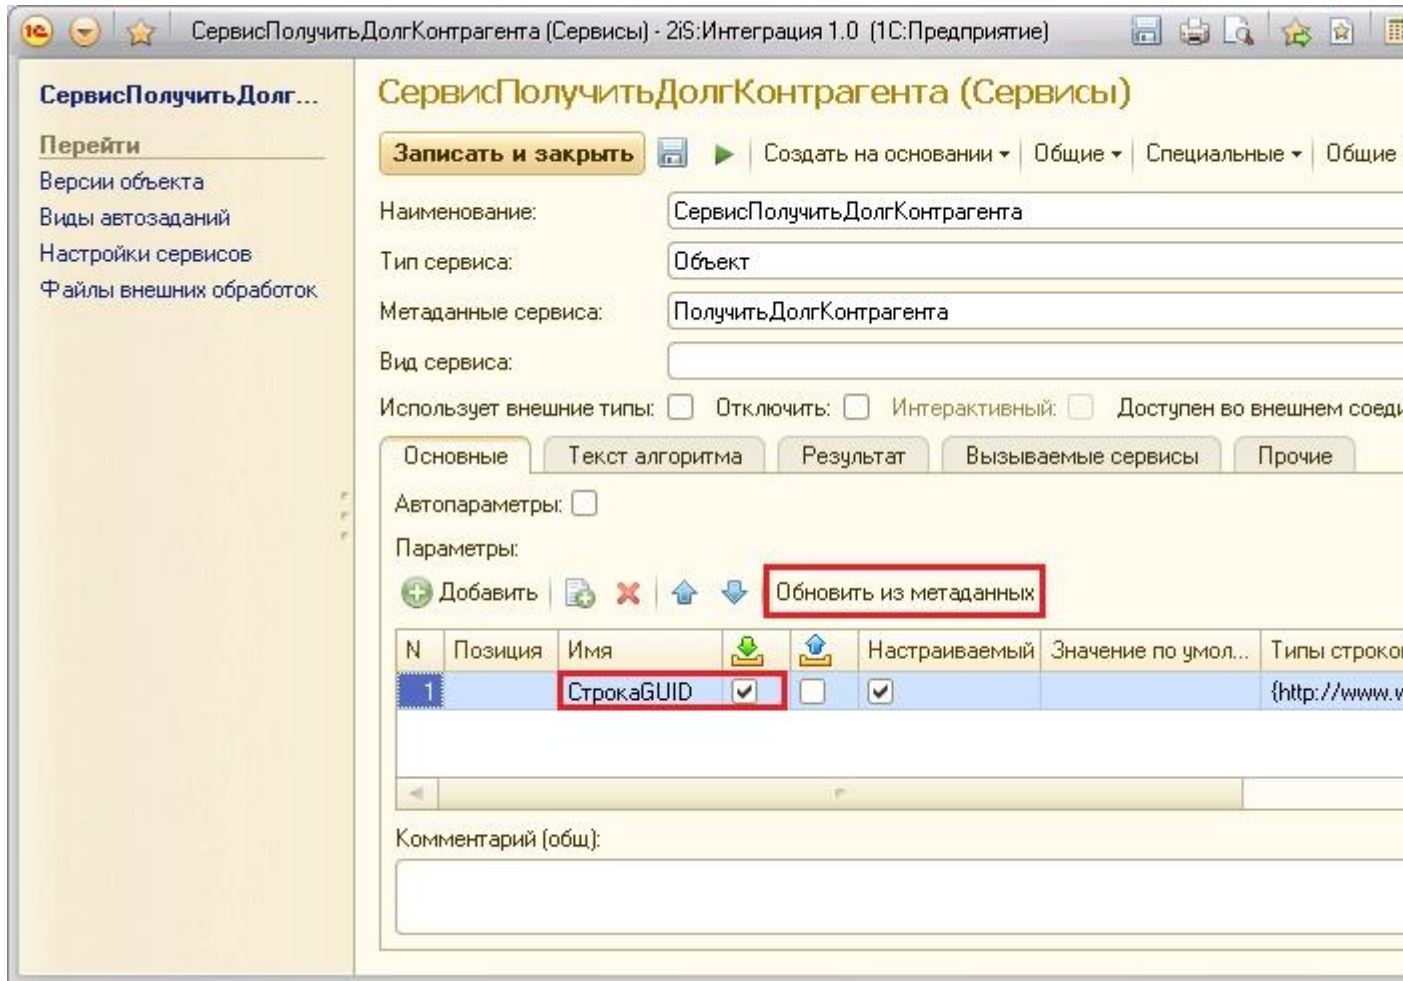 СервисПолучитьДолгКонтрагента (Сервисы) - 2iS:Интеграция 1.0 (1С:Предприятие)
СервисПолучитьДолг...
Перейти
Версии объекта
Виды автозаданий
Настройки сервисов
Файлы внешних обработок
СервисПолучитьДолгКонтрагента (Сервисы)
Записать и закрыть Создать на основании Общие Специальные Общие
Наименование: СервисПолучитьДолгКонтрагента
Тип сервиса: Объект
Метаданные сервиса: ПолучитьДолгКонтрагента
Вид сервиса:
Использует внешние типы: Отключить: Интерактивный: Доступен во внешнем соеди
Основные Текст алгоритма Результат Вызываемые сервисы Прочие
Автопараметры:
Параметры:
Добавить Обновить из метаданных
N Позиция Имя Настраиваемый Значение по умол... Типы строко
1 СтрокаGUID {http://www.w
Комментарий (общ):